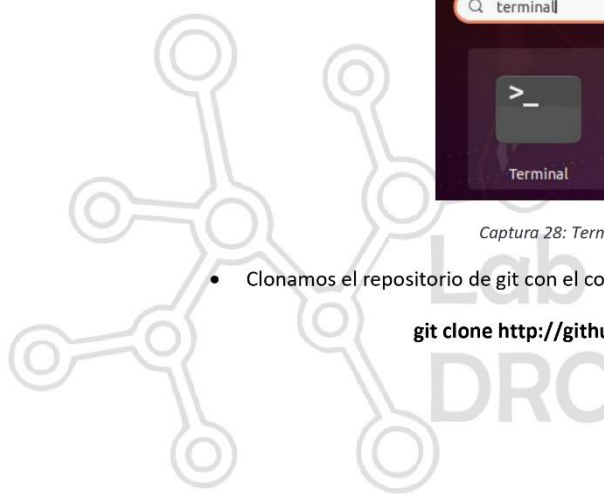 terminal
>_
Terminal
Captura 28: Term
• Clonamos el repositorio de git con el co
git clone http://githu
Lab
DRO